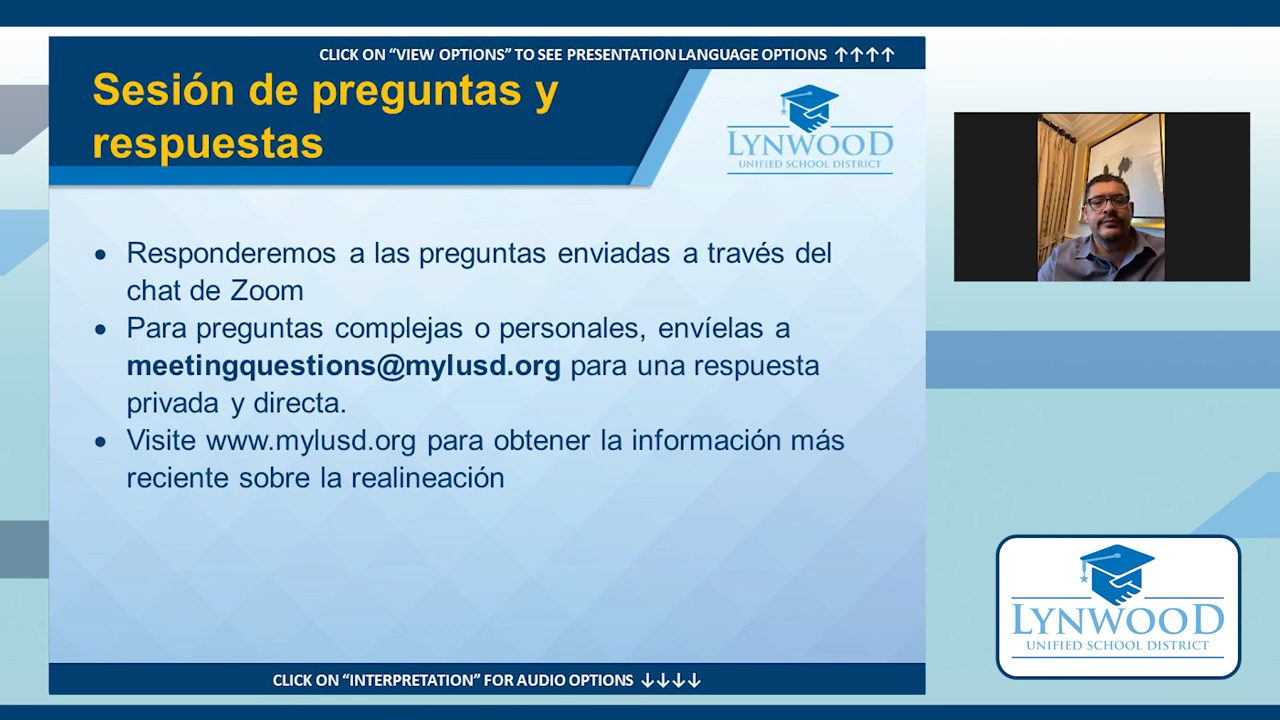 CLICK ON “VIEW OPTIONS” TO SEE PRESENTATION LANGUAGE OPTIONS ↑↑↑↑
Sesión de preguntas y
respuestas
LYNWOOD
UNIFIED SCHOOL DISTRICT
• Responderemos a las preguntas enviadas a través del
chat de Zoom
• Para preguntas complejas o personales, envíelas a
meetingquestions@mylusd.org para una respuesta
privada y directa.
• Visite www.mylusd.org para obtener la información más
reciente sobre la realineación
LYNWOOD
UNIFIED SCHOOL DISTRICT
CLICK ON “INTERPRETATION” FOR AUDIO OPTIONS ↓↓↓↓